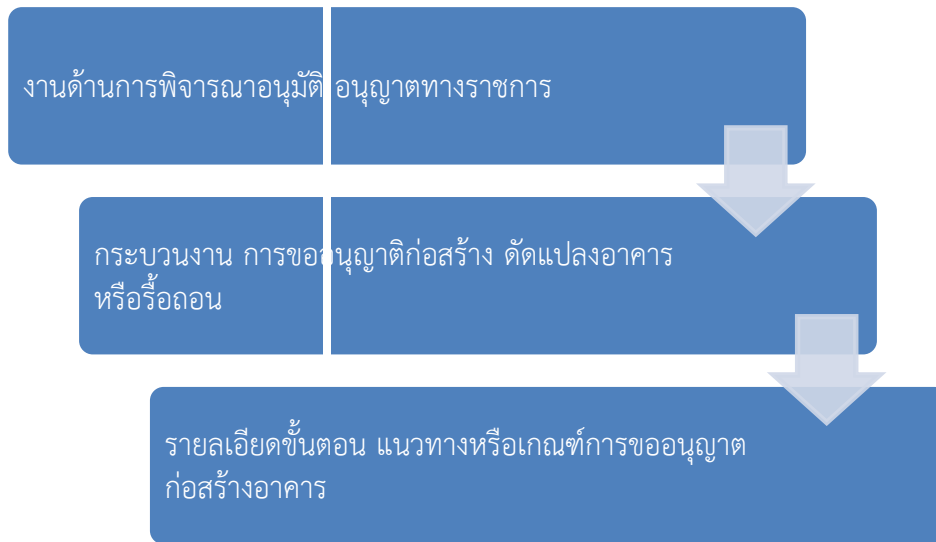 งานด้านการพิจารณาอนุมัติ อนุญาตทางราชการ
กระบวนงาน การขออนุญาติก่อสร้าง ดัดแปลงอาคาร
หรือรื้อถอน
รายลเอียดขั้นตอน แนวทางหรือเกณฑ์การขออนุญาต
ก่อสร้างอาคาร